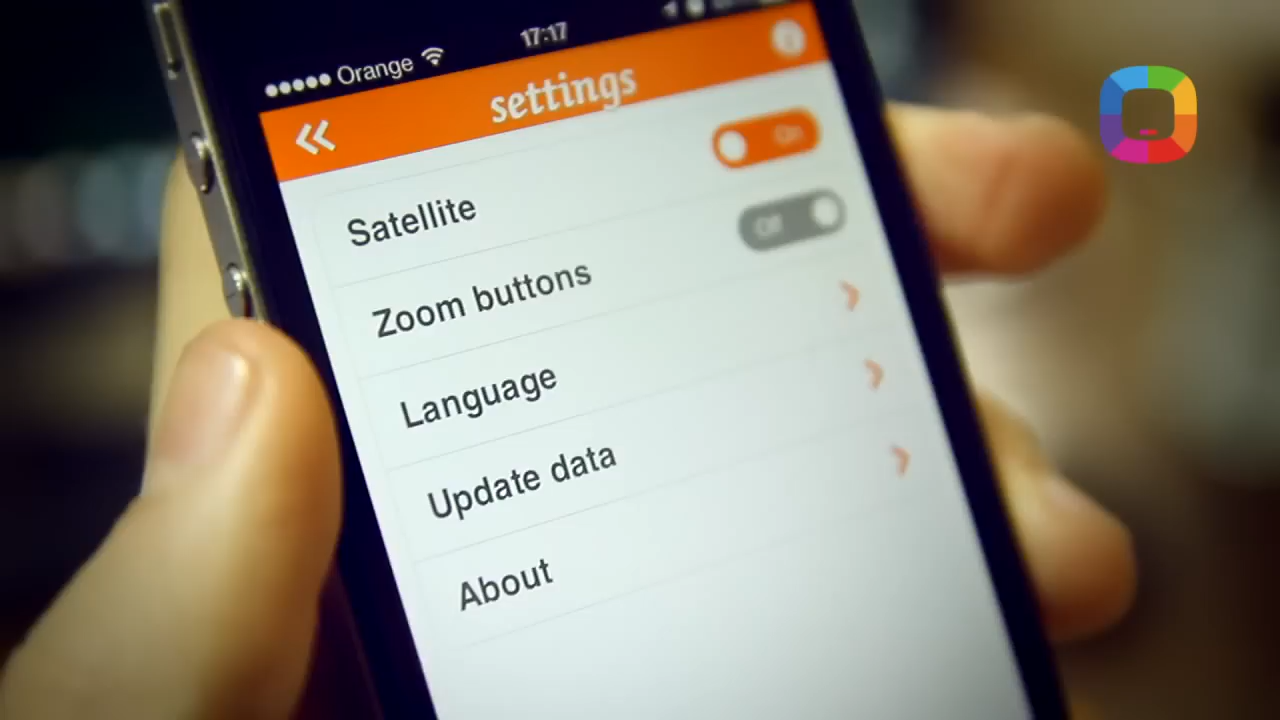 Orange
17:17
settings
Satellite
On
Zoom buttons
Off
Language
Update data
About